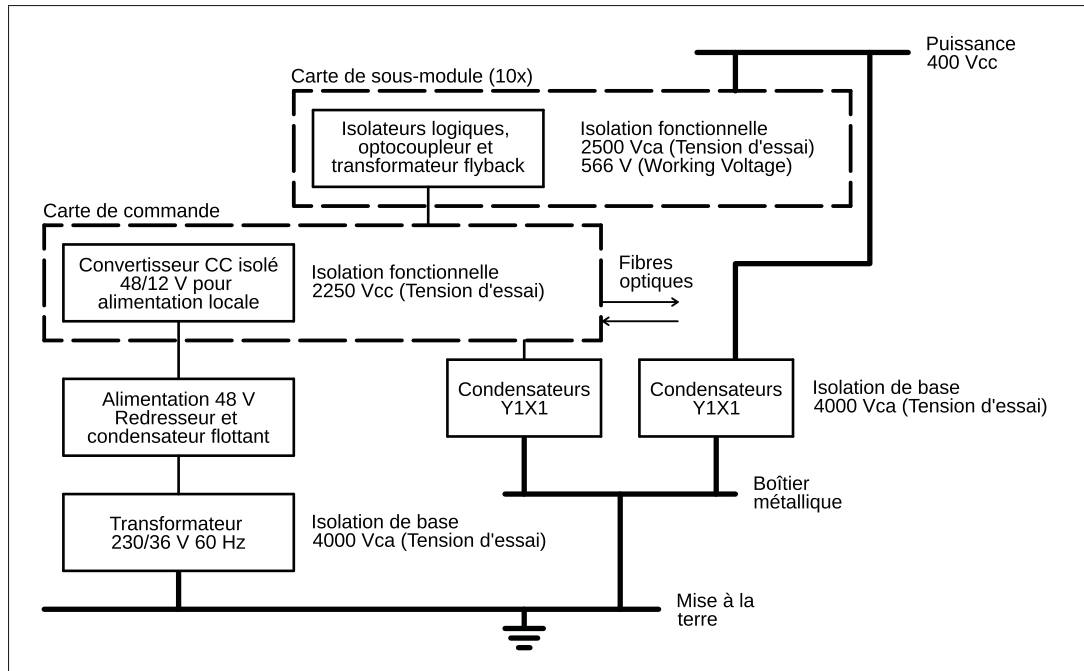 Puissance
400 Vcc
Carte de sous-module (10x)
Isolateurs logiques,
optocoupleur et
transformateur flyback
Isolation fonctionnelle
2500 Vca (Tension d'essai)
566 V (Working Voltage)
Carte de commande
Convertisseur CC isolé
48/12 V pour
alimentation locale
Isolation fonctionnelle
2250 Vcc (Tension d'essai)
Fibres
optiques
Alimentation 48 V
Redresseur et
condensateur flottant
Condensateurs
Y1X1
Condensateurs
Y1X1
Isolation de base
4000 Vca (Tension d'essai)
Boîtier
métallique
Transformateur
230/36 V 60 Hz
Isolation de base
4000 Vca (Tension d'essai)
Mise à la
terre